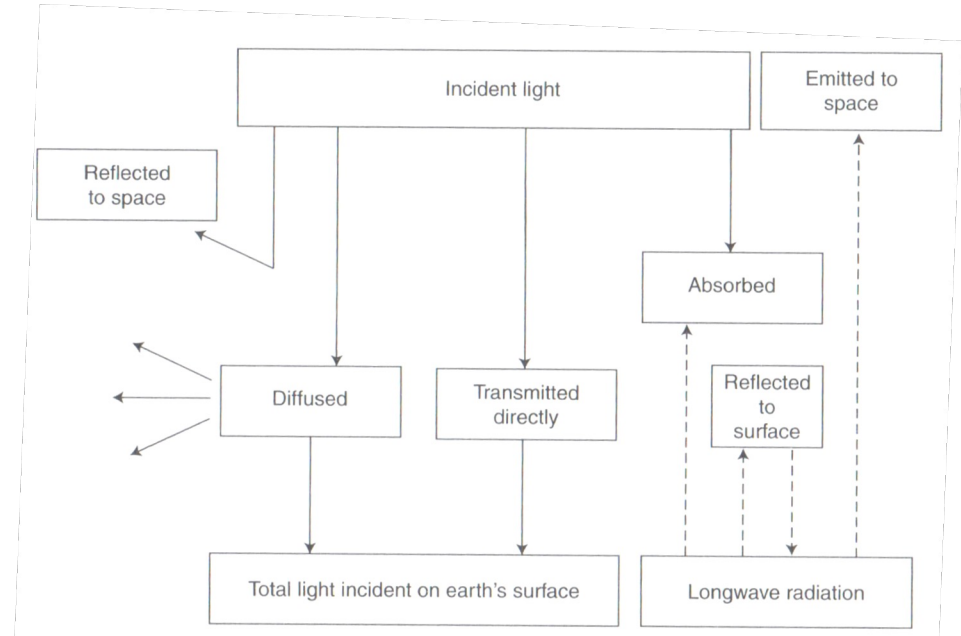 Incident light
Emitted to
space
Reflected
to space
Absorbed
Diffused
Transmitted
directly
Reflected
to
surface
Total light incident on earth's surface
Longwave radiation